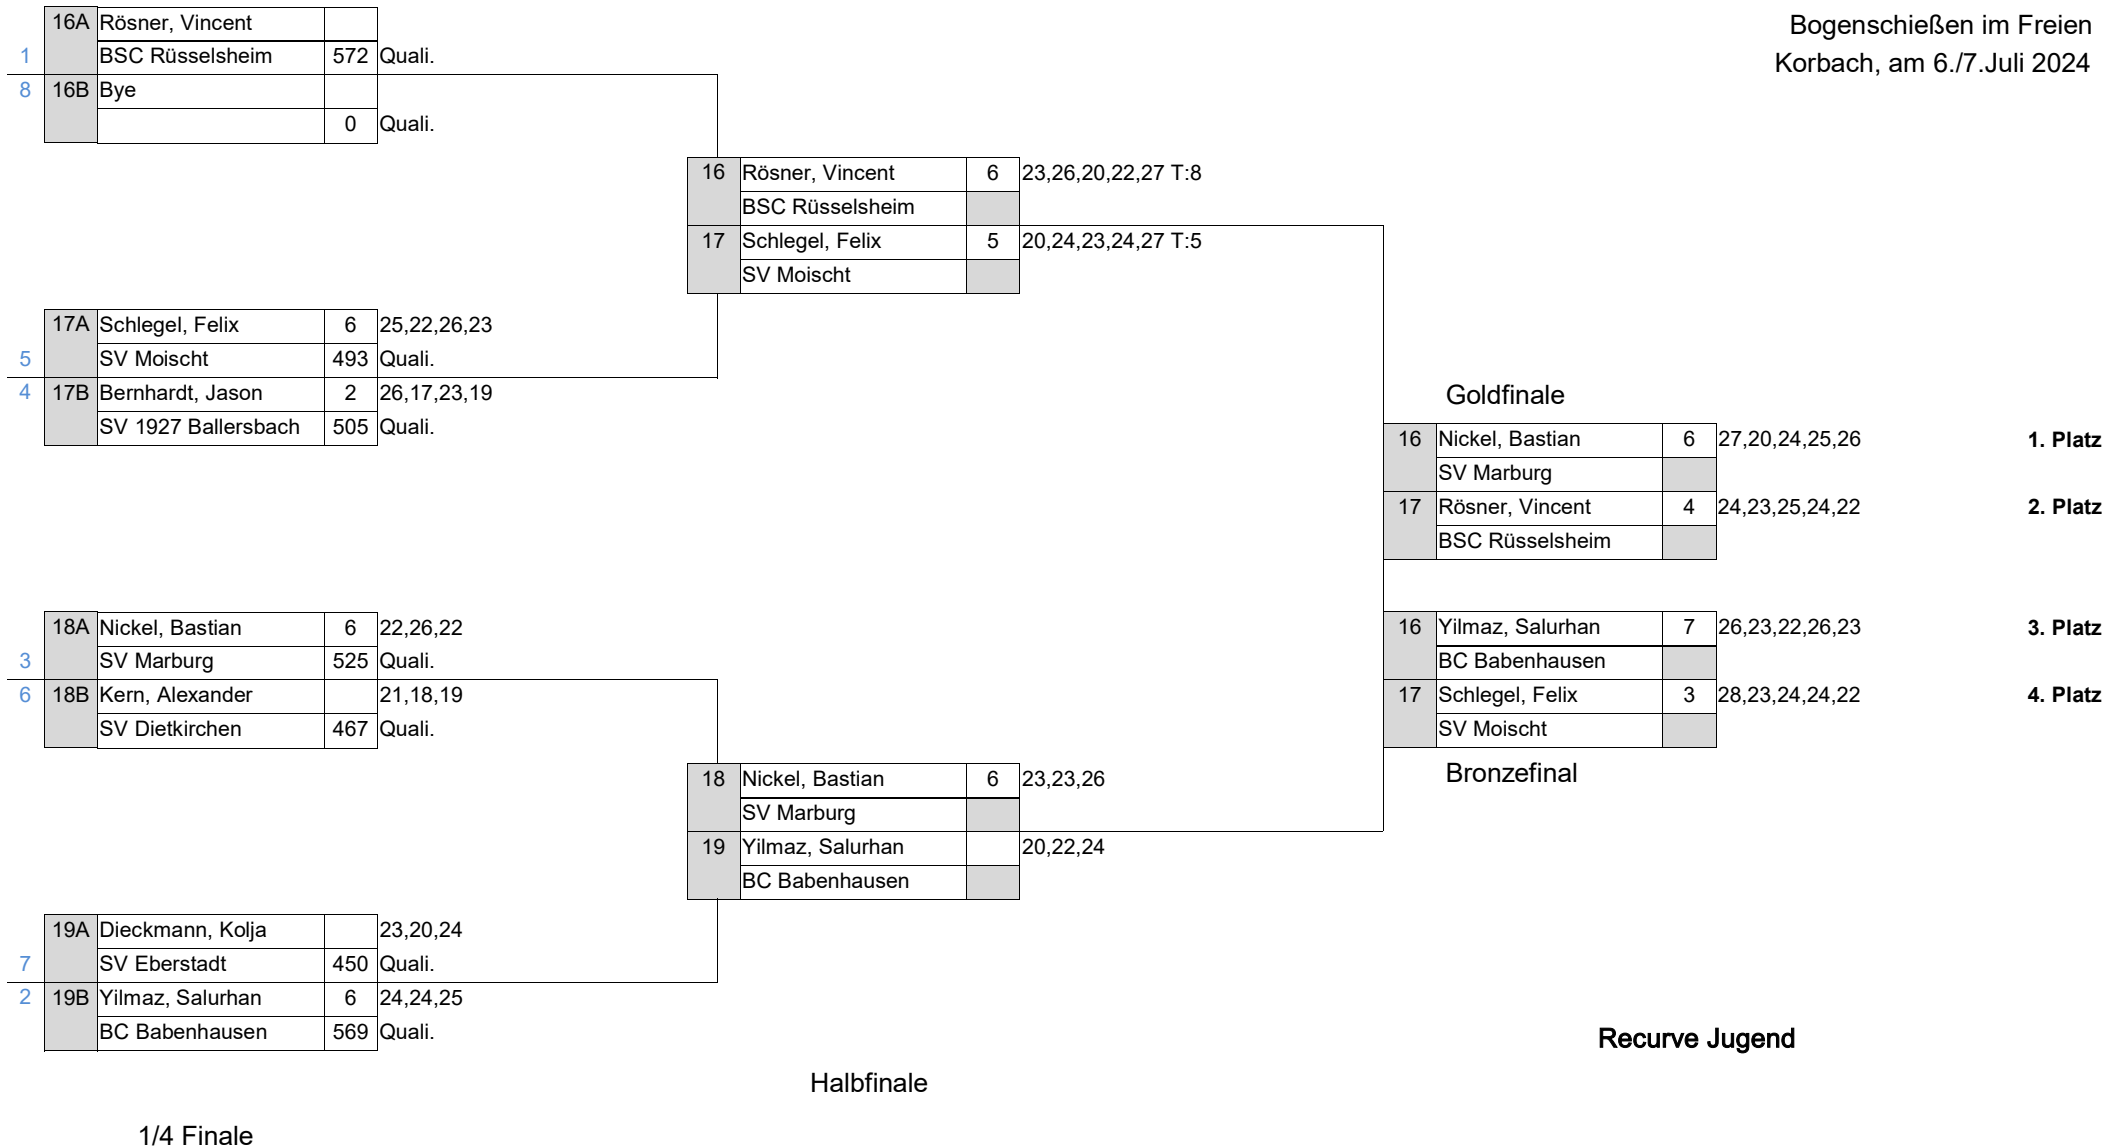 Bogenschießen im Freien
Korbach, am 6./7.Juli 2024
16A Rösner, Vincent
1 BSC Rüsselsheim 572 Quali.
8 16B Bye
0 Quali.
16 Rösner, Vincent 6 23,26,20,22,27 T:8
BSC Rüsselsheim
17 Schlegel, Felix 5 20,24,23,24,27 T:5
SV Moischt
17A Schlegel, Felix 6 25,22,26,23
5 SV Moischt 493 Quali.
4 17B Bernhardt, Jason 2 26,17,23,19
SV 1927 Ballersbach 505 Quali.
Goldfinale
16 Nickel, Bastian 6 27,20,24,25,26 1. Platz
SV Marburg
17 Rösner, Vincent 4 24,23,25,24,22 2. Platz
BSC Rüsselsheim
18A Nickel, Bastian 6 22,26,22
3 SV Marburg 525 Quali.
6 18B Kern, Alexander 21,18,19
SV Dietkirchen 467 Quali.
16 Yilmaz, Salurhan 7 26,23,22,26,23 3. Platz
BC Babenhausen
17 Schlegel, Felix 3 28,23,24,24,22 4. Platz
SV Moischt
Bronzefinal
18 Nickel, Bastian 6 23,23,26
SV Marburg
19 Yilmaz, Salurhan 20,22,24
BC Babenhausen
19A Dieckmann, Kolja 23,20,24
7 SV Eberstadt 450 Quali.
2 19B Yilmaz, Salurhan 6 24,24,25
BC Babenhausen 569 Quali.
Recurve Jugend
Halbfinale
1/4 Finale